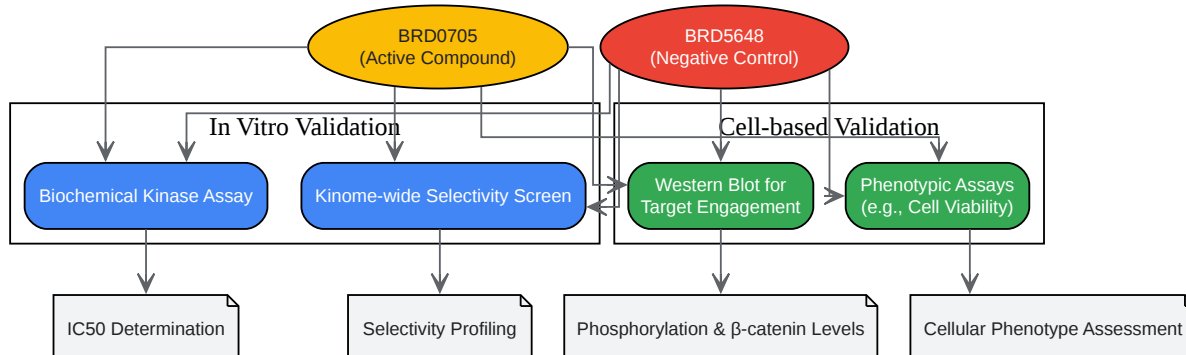 BRD0705
(Active Compound)
BRD5648
(Negative Control)
In Vitro Validation
Cell-based Validation
Biochemical Kinase Assay
Kinome-wide Selectivity Screen
Western Blot for
Target Engagement
Phenotypic Assays
(e.g., Cell Viability)
IC50 Determination
Selectivity Profiling
Phosphorylation & β-catenin Levels
Cellular Phenotype Assessment